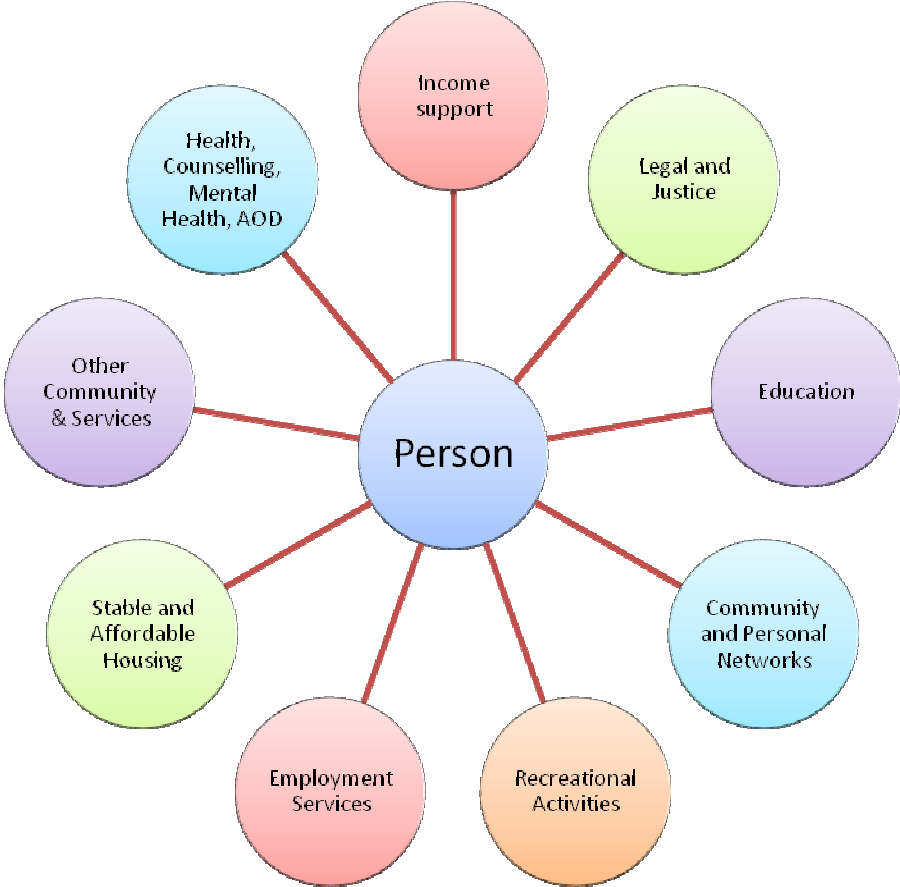 Income
support
Legal and
Justice
Education
Community
and Personal
Networks
Recreational
Activities
Employment
Services
Stable and
Affordable
Housing
Other
Community
& Services
Health,
Counselling,
Mental
Health, AOD
Person